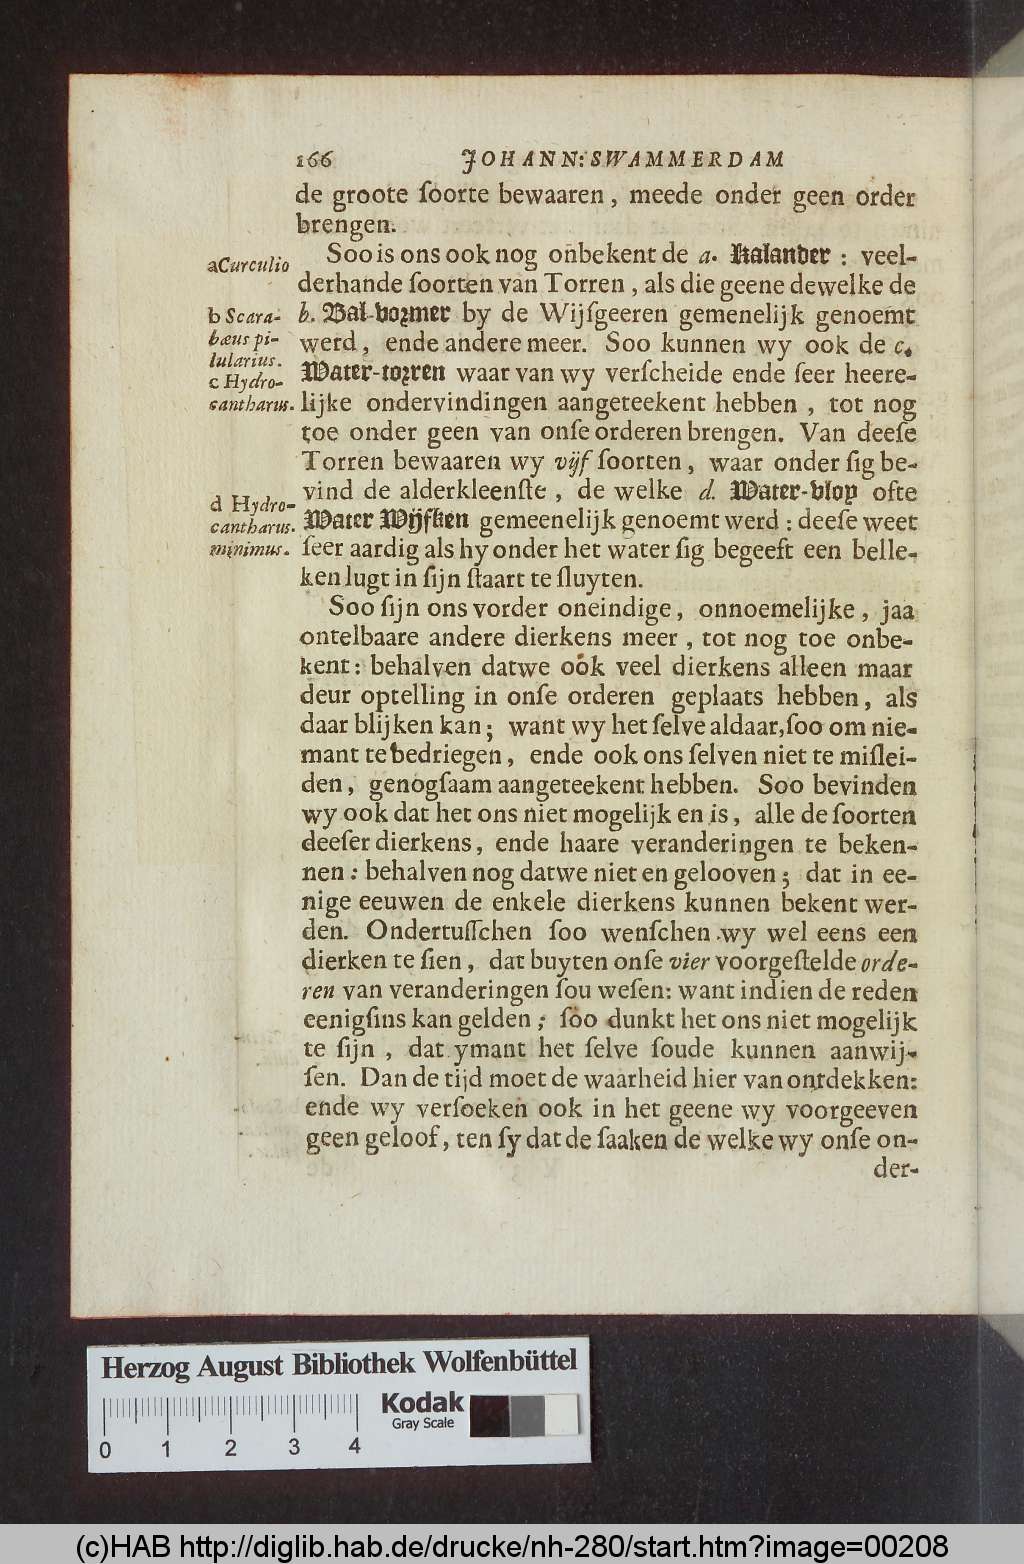 166 JOHANN: SWAMMERDAM
de groote ſoorte bewaaren, meede onder geen order
brengen.
Soo is ons ook nog onbekent de a. Kalander: veel-
derhande ſoorten van Torren, als die geene dewelke de
b. Bal-voꝛmer by de Wijſgeeren gemenelijk genoemt
werd, ende andere meer. Soo kunnen wy ook de c.
Water-toꝛren waar van wy verſcheide ende ſeer heere-
lijke ondervindingen aangeteekent hebben, tot nog
toe onder geen van onſe orderen brengen. Van deeſe
Torren bewaaren wy vijf ſoorten, waar onder ſig be-
vind de alderkleenſte, de welke d. Water-vloy ofte
Water Wijfken gemeenelijk genoemt werd: deeſe weet
ſeer aardig als hy onder het water ſig begeeft een belle-
ken lugt in ſijn ſtaart te ſluyten.
Soo ſijn ons vorder oneindige, onnoemelijke, jaa
ontelbaare andere dierkens meer, tot nog toe onbe-
kent: behalven datwe ook veel dierkens alleen maar
deur optelling in onſe orderen geplaats hebben, als
daar blijken kan; want wy het ſelve aldaar, ſoo om nie-
mant te bedriegen, ende ook ons ſelven niet te miſlei-
den, genogſaam aangeteekent hebben. Soo bevinden
wy ook dat het ons niet mogelijk en is, alle de ſoorten
deeſer dierkens, ende haare veranderingen te beken-
nen: behalven nog datwe niet en gelooven; dat in ee-
nige eeuwen de enkele dierkens kunnen bekent wer-
den. Ondertuſſchen ſoo wenſchen wy wel eens een
dierken te ſien, dat buyten onſe vier voorgeſtelde orde-
ren van veranderingen ſou weſen: want indien de reden
eenigſins kan gelden; ſoo dunkt het ons niet mogelijk
te ſijn, dat ymant het ſelve ſoude kunnen aanwij-
ſen. Dan de tijd moet de waarheid hier van ontdekken:
ende wy verſoeken ook in het geene wy voorgeeven
geen geloof, ten ſy dat de ſaaken de welke wy onſe on-
der-
a Curculio
b Scara-
bæus pi-
lularius.
c Hydro-
cantharus.
d Hydro-
cantharus.
minimus.
Herzog August Bibliothek Wolfenbüttel
Kodak
Gray Scale
0 1 2 3 4
(c)HAB http://diglib.hab.de/drucke/nh-280/start.htm?image=00208